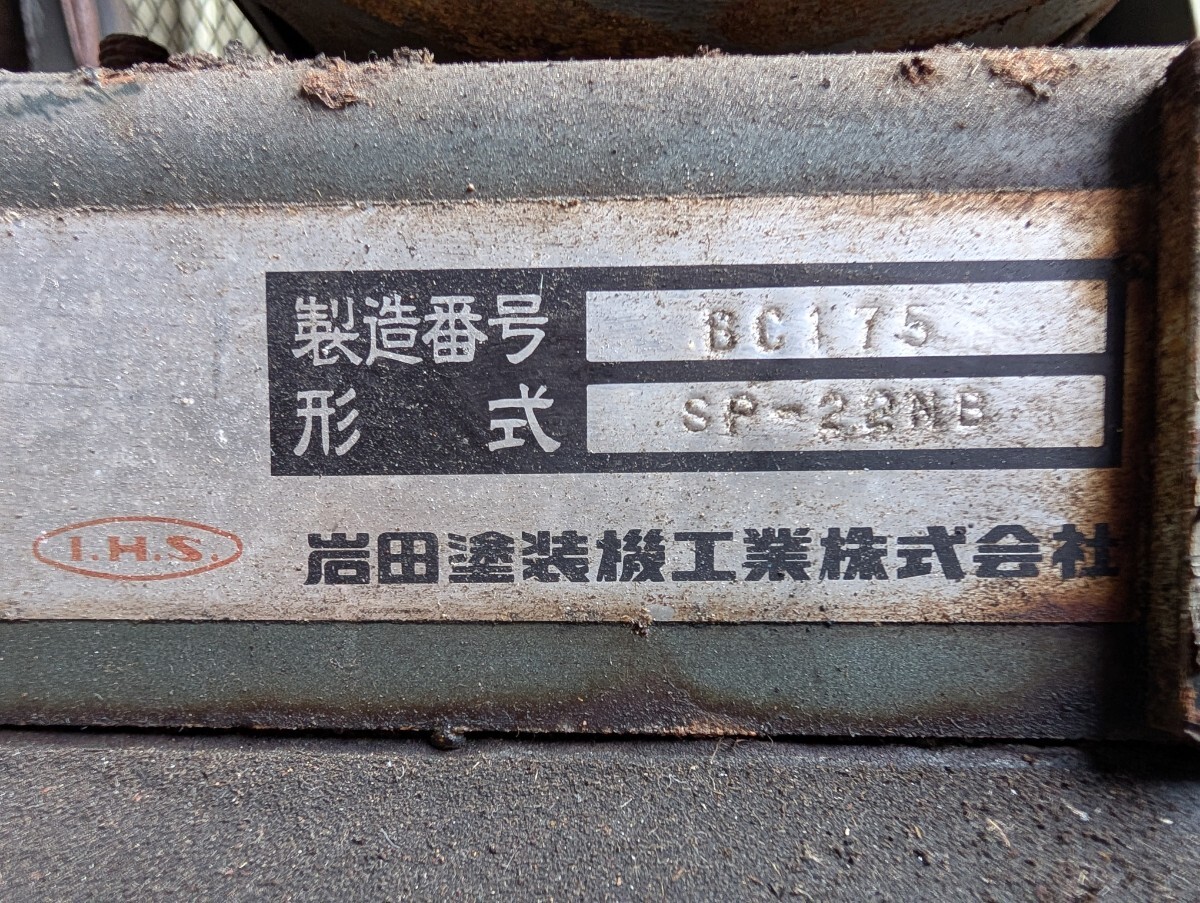 製造番号 BC175
形式 SP-22NB
I.H.S. 岩田塗装機工業株式会社